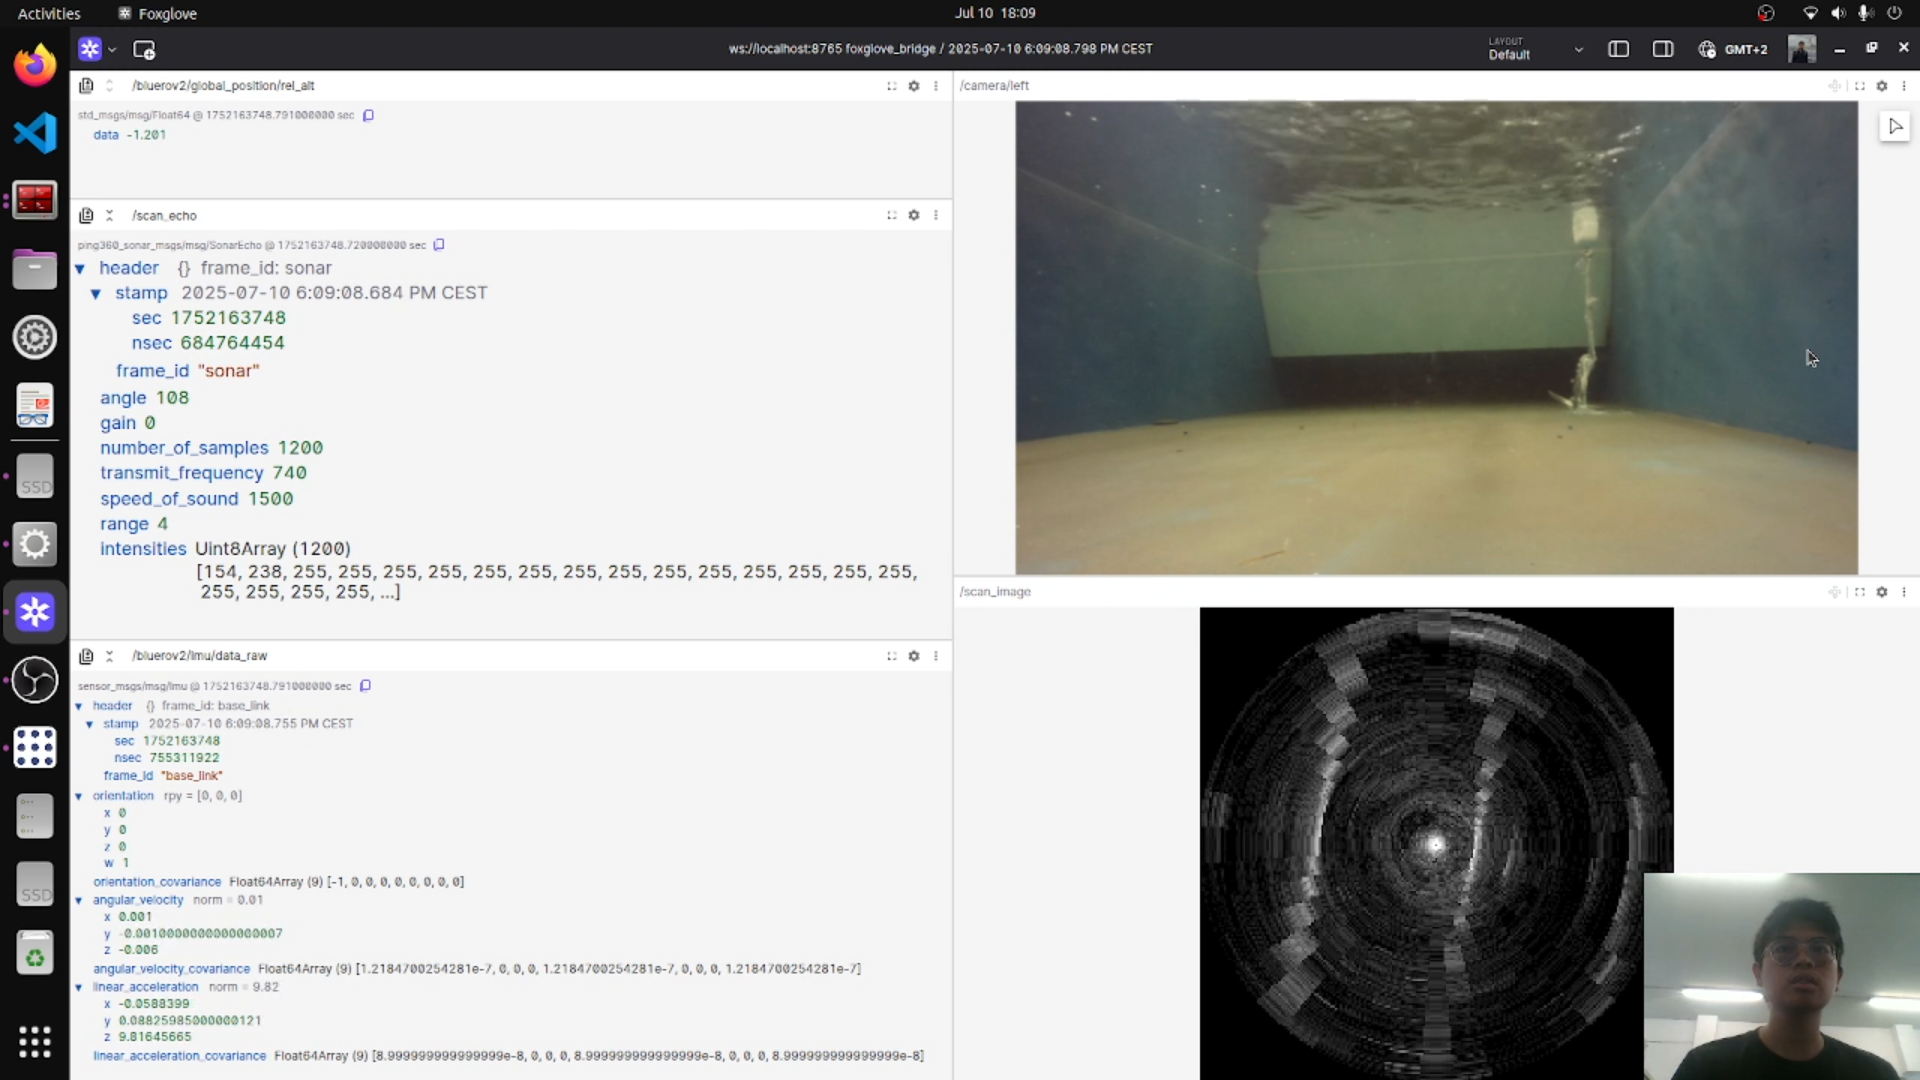 Activities Foxglove Jul 10 18:09
ws://localhost:8765 foxglove_bridge / 2025-07-10 6:09:08.798 PM CEST
LAYOUT
Default
GMT+2
/bluerov2/global_position/rel_alt
std_msgs/msg/Float64 @ 1752163748.791000000 sec
data -1.201
/scan_echo
ping360_sonar_msgs/msg/SonarEcho @ 1752163748.720000000 sec
header {} frame_id: sonar
stamp 2025-07-10 6:09:08.684 PM CEST
sec 1752163748
nsec 684764454
frame_id "sonar"
angle 108
gain 0
number_of_samples 1200
transmit_frequency 740
speed_of_sound 1500
range 4
intensities Uint8Array (1200)
[154, 238, 255, 255, 255, 255, 255, 255, 255, 255, 255, 255, 255, 255, 255, 255,
255, 255, 255, 255, ...]
/bluerov2/imu/data_raw
sensor_msgs/msg/Imu @ 1752163748.791000000 sec
header {} frame_id: base_link
stamp 2025-07-10 6:09:08.755 PM CEST
sec 1752163748
nsec 755311922
frame_id "base_link"
orientation rpy = [0, 0, 0]
x 0
y 0
z 0
w 1
orientation_covariance Float64Array (9) [-1, 0, 0, 0, 0, 0, 0, 0, 0]
angular_velocity norm = 0.01
x 0.001
y -0.0010000000000000007
z -0.006
angular_velocity_covariance Float64Array (9) [1.2184700254281e-7, 0, 0, 0, 1.2184700254281e-7, 0, 0, 0, 1.2184700254281e-7]
linear_acceleration norm = 9.82
x -0.0588399
y 0.08825985000000121
z 9.81645665
linear_acceleration_covariance Float64Array (9) [8.999999999999999e-8, 0, 0, 0, 8.999999999999999e-8, 0, 0, 0, 8.999999999999999e-8]
/camera/left
/scan_image
SSD
SSD